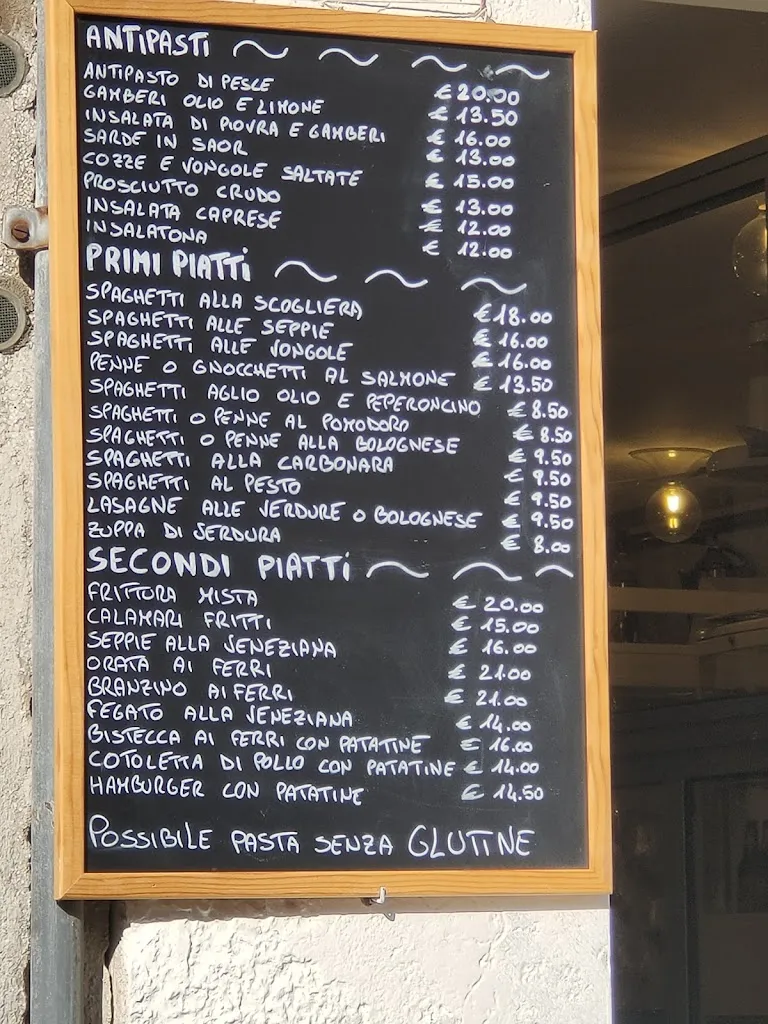 ANTIPASTI
ANTIPASTO DI PESCE € 20.00
GAMBERI OLIO E LIMONE € 13.50
INSALATA DI PIOVRA E GAMBERI € 16.00
SARDE IN SAOR € 13.00
COZZE E VONGOLE SALTATE € 15.00
PROSCIUTTO CRUDO € 13.00
INSALATA CAPRESE € 12.00
INSALATONA € 12.00
PRIMI PIATTI
SPAGHETTI ALLA SCOGLIERA € 18.00
SPAGHETTI ALLE SEPPIE € 16.00
SPAGHETTI ALLE VONGOLE € 16.00
PENNE O GNOCCHETTI AL SALMONE € 13.50
SPAGHETTI AGLIO OLIO E PEPERONCINO € 8.50
SPAGHETTI O PENNE AL POMODORO € 8.50
SPAGHETTI O PENNE ALLA BOLOGNESE € 9.50
SPAGHETTI ALLA CARBONARA € 9.50
SPAGHETTI AL PESTO € 9.50
LASAGNE ALLE VERDURE O BOLOGNESE € 9.50
ZUPPA DI VERDURA € 8.00
SECONDI PIATTI
FRITTURA MISTA € 20.00
CALAMARI FRITTI € 15.00
SEPPIE ALLA VENEZIANA € 16.00
ORATA AI FERRI € 21.00
BRANZINO AI FERRI € 21.00
FEGATO ALLA VENEZIANA € 14.00
BISTECCA AI FERRI CON PATATINE € 16.00
COTOLETTA DI POLLO CON PATATINE € 14.00
HAMBURGER CON PATATINE € 14.50
POSSIBILE PASTA SENZA GLUTINE